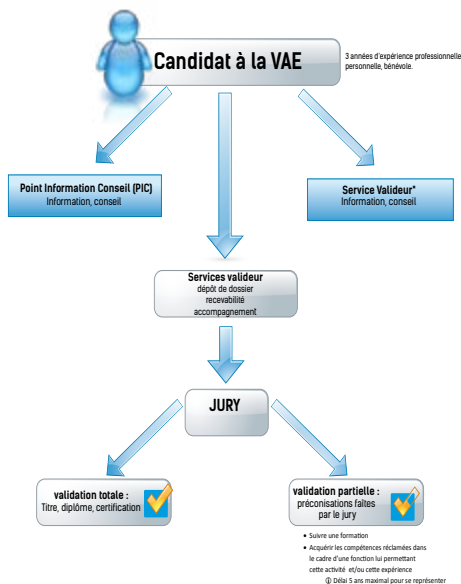 Candidat à la VAE
3 années d'expérience professionnelle
personnelle, bénévole.
Point Information Conseil (PIC)
Information, conseil
Service Valideur*
Information, conseil
Services valideur
dépôt de dossier
recevabilité
accompagnement
JURY
validation totale :
Titre, diplôme, certification
validation partielle :
préconisations faîtes
par le jury
• Suivre une formation
• Acquérir les compétences réclamées dans
le cadre d'une fonction lui permettant
cette activité et/ou cette expérience
① Délai 5 ans maximal pour se représenter